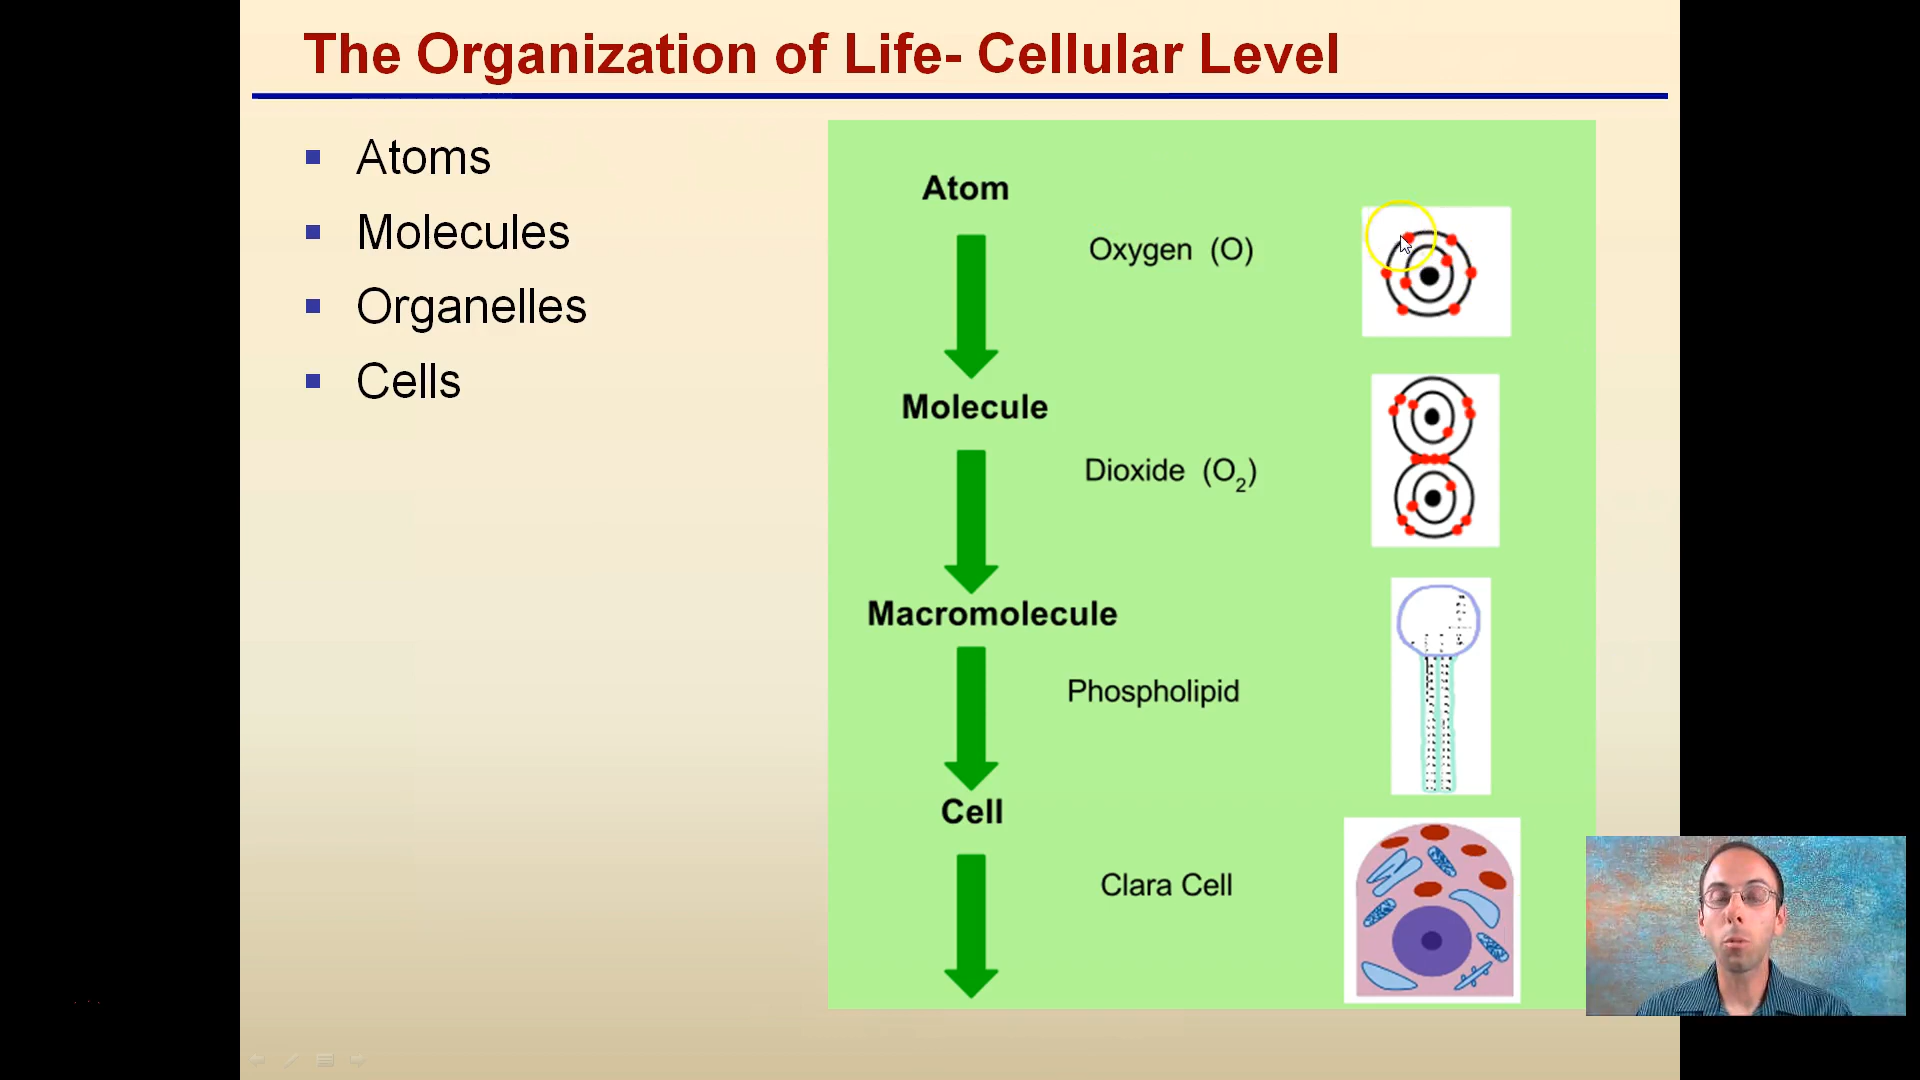 The Organization of Life- Cellular Level
Atoms
Molecules
Organelles
Cells
Atom
Oxygen (O)
Molecule
Dioxide (O2)
Macromolecule
Phospholipid
Cell
Clara Cell